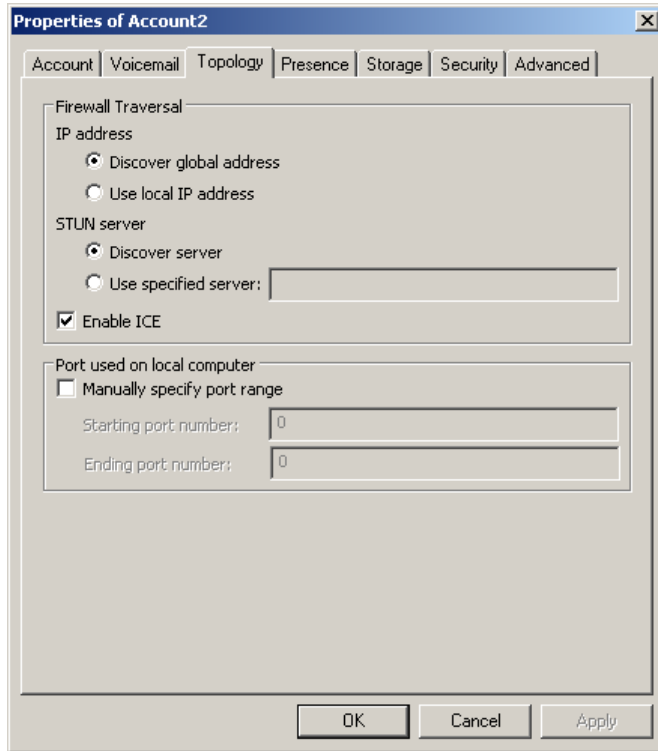 Properties of Account2
Account Voicemail Topology Presence Storage Security Advanced
Firewall Traversal
IP address
Discover global address
Use local IP address
STUN server
Discover server
Use specified server:
Enable ICE
Port used on local computer
Manually specify port range
Starting port number: 0
Ending port number: 0
OK Cancel Apply